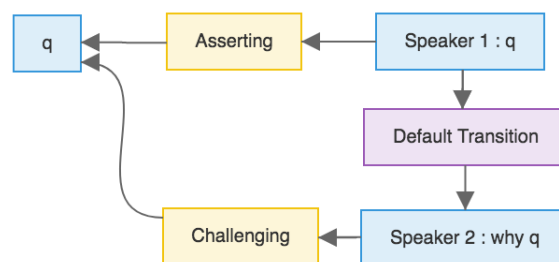 q
Asserting
Speaker 1 : q
Default Transition
Challenging
Speaker 2 : why q